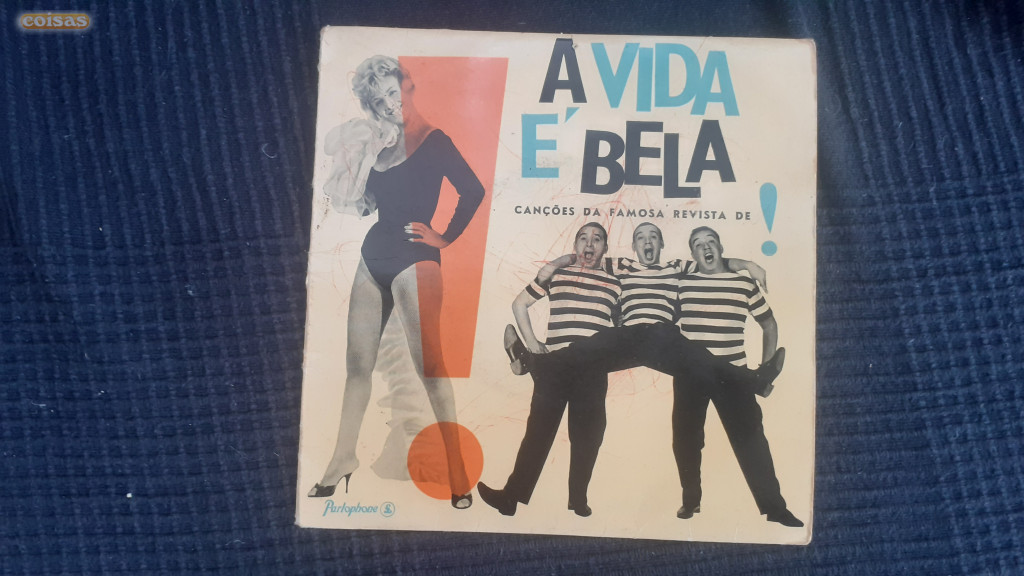 coisas
A VIDA
E´ BELA
!
CANÇÕES DA FAMOSA REVISTA DE
Parlophone